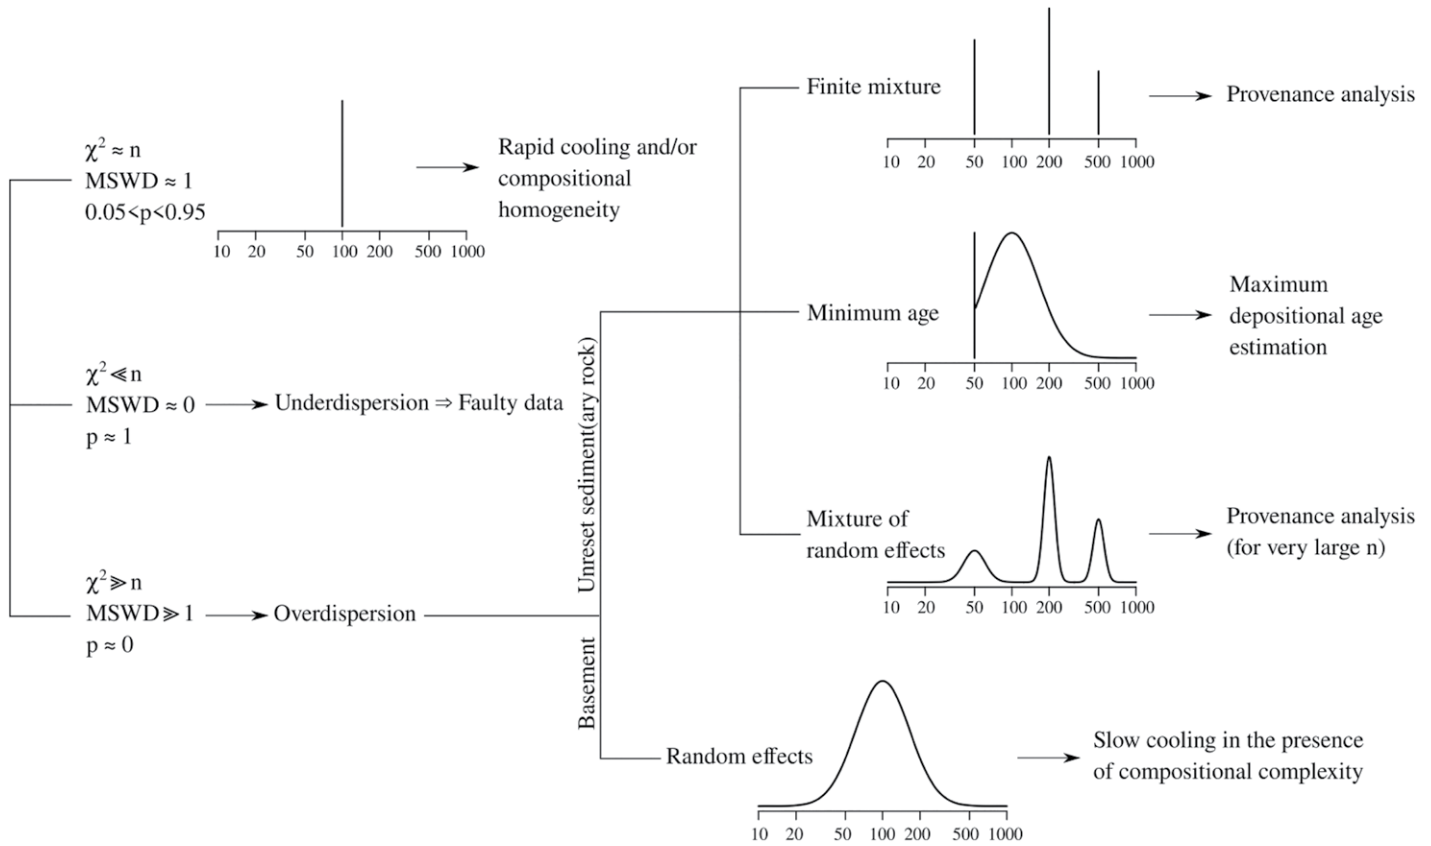 χ² ≈ n
MSWD ≈ 1
0.05<p<0.95
10 20 50 100 200 500 1000
Rapid cooling and/or
compositional
homogeneity
χ² ≪ n
MSWD ≈ 0
p ≈ 1
Underdispersion ⇒ Faulty data
χ² ≫ n
MSWD ≫ 1
p ≈ 0
Overdispersion
Unreset sediment(ary rock)
Basement
Finite mixture
10 20 50 100 200 500 1000
Provenance analysis
Minimum age
10 20 50 100 200 500 1000
Maximum
depositional age
estimation
Mixture of
random effects
10 20 50 100 200 500 1000
Provenance analysis
(for very large n)
Random effects
10 20 50 100 200 500 1000
Slow cooling in the presence
of compositional complexity